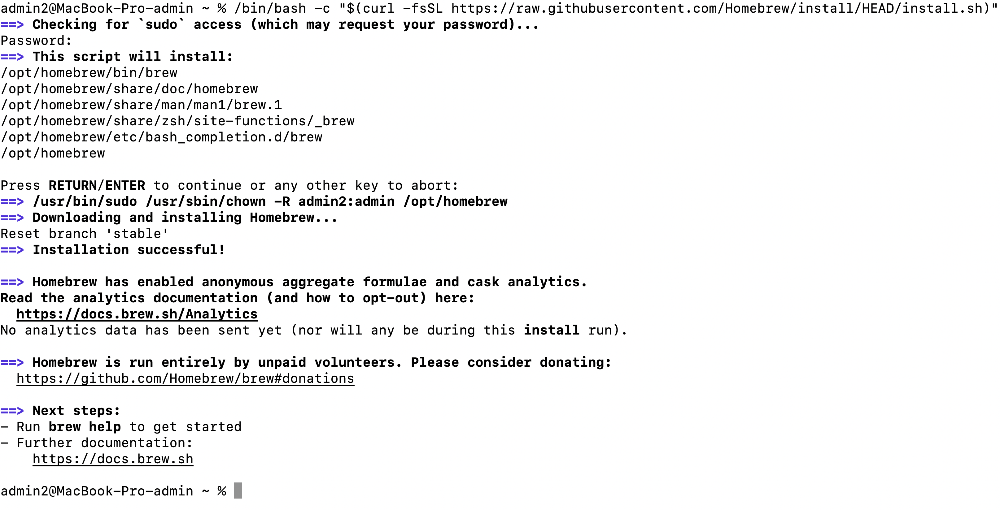 admin2@MacBook-Pro-admin ~ % /bin/bash -c "$(curl -fsSL https://raw.githubusercontent.com/Homebrew/install/HEAD/install.sh)"
==> Checking for `sudo` access (which may request your password)...
Password:
==> This script will install:
/opt/homebrew/bin/brew
/opt/homebrew/share/doc/homebrew
/opt/homebrew/share/man/man1/brew.1
/opt/homebrew/share/zsh/site-functions/_brew
/opt/homebrew/etc/bash_completion.d/brew
/opt/homebrew
Press RETURN/ENTER to continue or any other key to abort:
==> /usr/bin/sudo /usr/sbin/chown -R admin2:admin /opt/homebrew
==> Downloading and installing Homebrew...
Reset branch 'stable'
==> Installation successful!
==> Homebrew has enabled anonymous aggregate formulae and cask analytics.
Read the analytics documentation (and how to opt-out) here:
  https://docs.brew.sh/Analytics
No analytics data has been sent yet (nor will any be during this install run).
==> Homebrew is run entirely by unpaid volunteers. Please consider donating:
  https://github.com/Homebrew/brew#donations
==> Next steps:
- Run brew help to get started
- Further documentation:
    https://docs.brew.sh
admin2@MacBook-Pro-admin ~ %